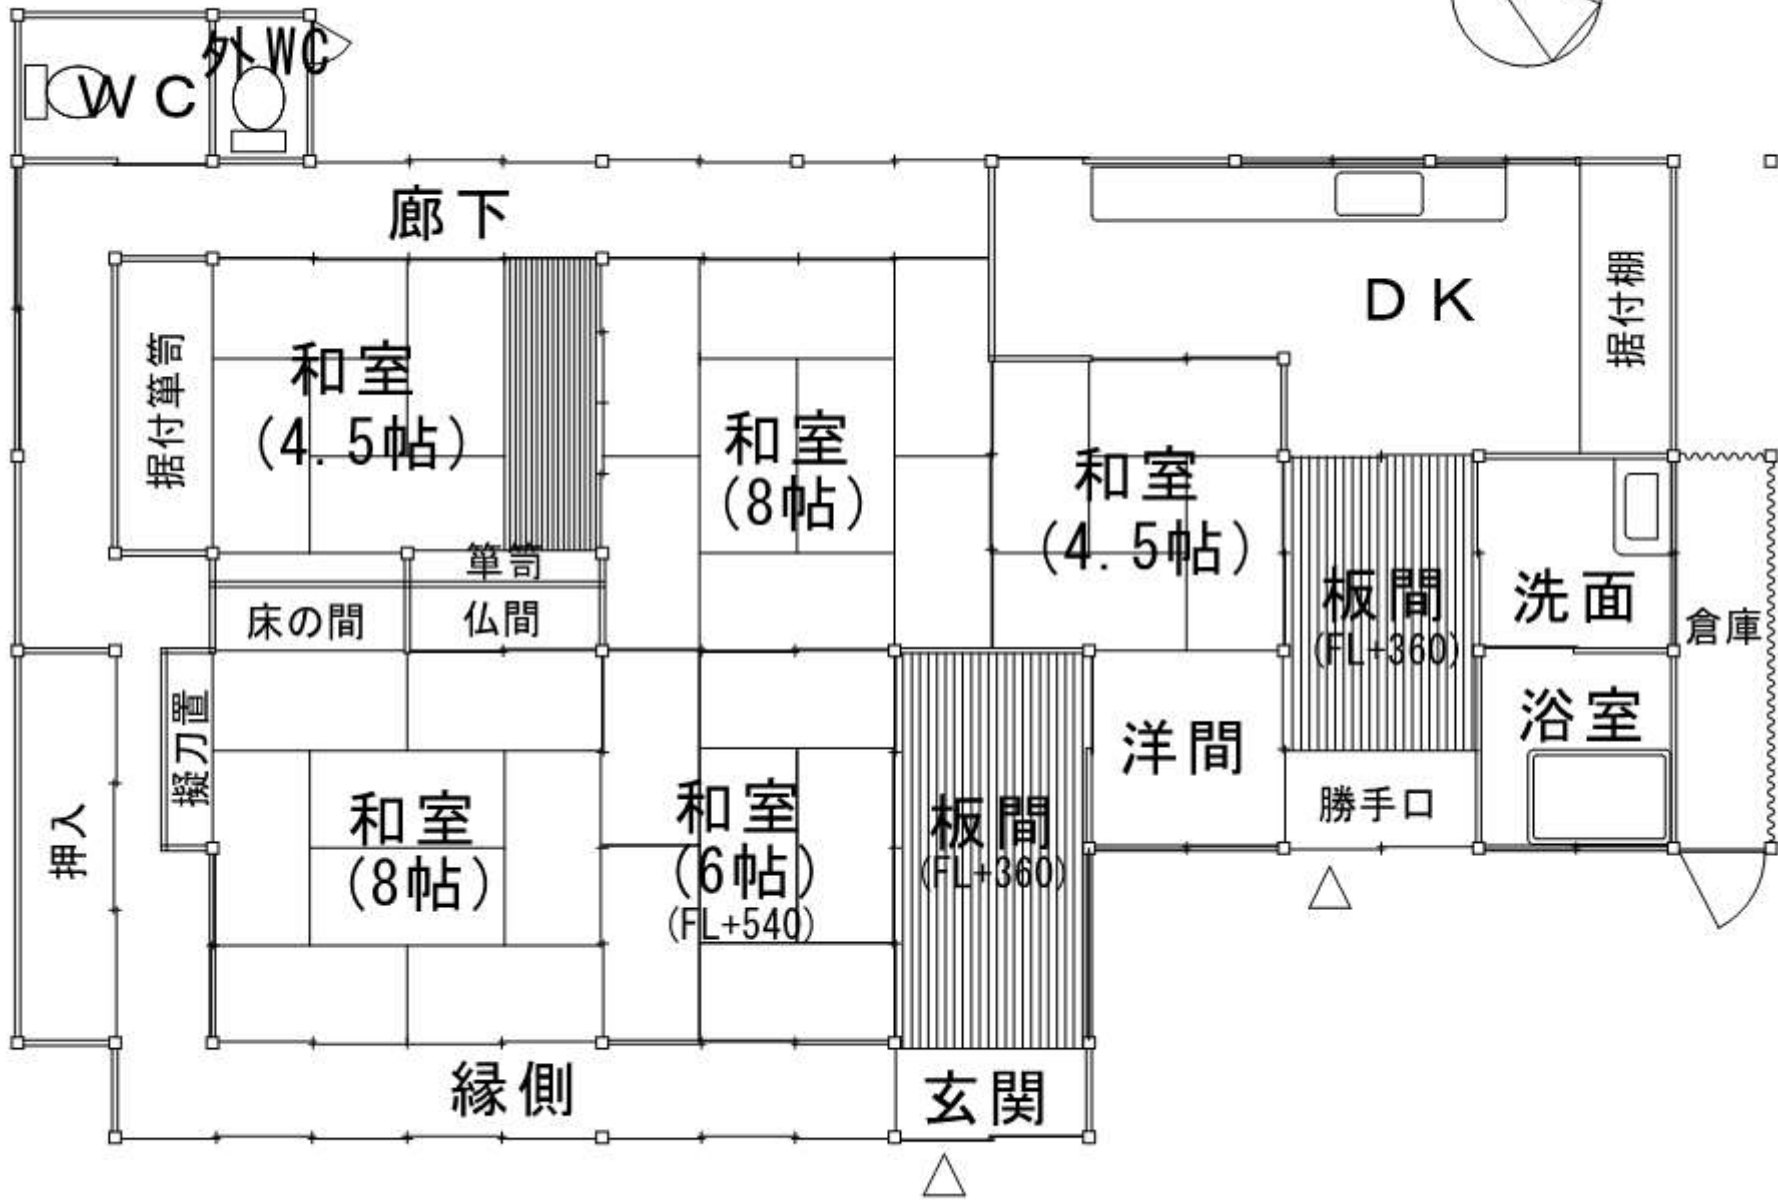 外WC
WC
廊下
DK
据付棚
据付箪笥
和室
(4.5帖)
和室
(8帖)
和室
(4.5帖)
箪笥
床の間
仏間
板間
(FL+360)
洗面
倉庫
擬刀置
洋間
浴室
押入
和室
(8帖)
和室
(6帖)
(FL+540)
板間
(FL+360)
勝手口
縁側
玄関